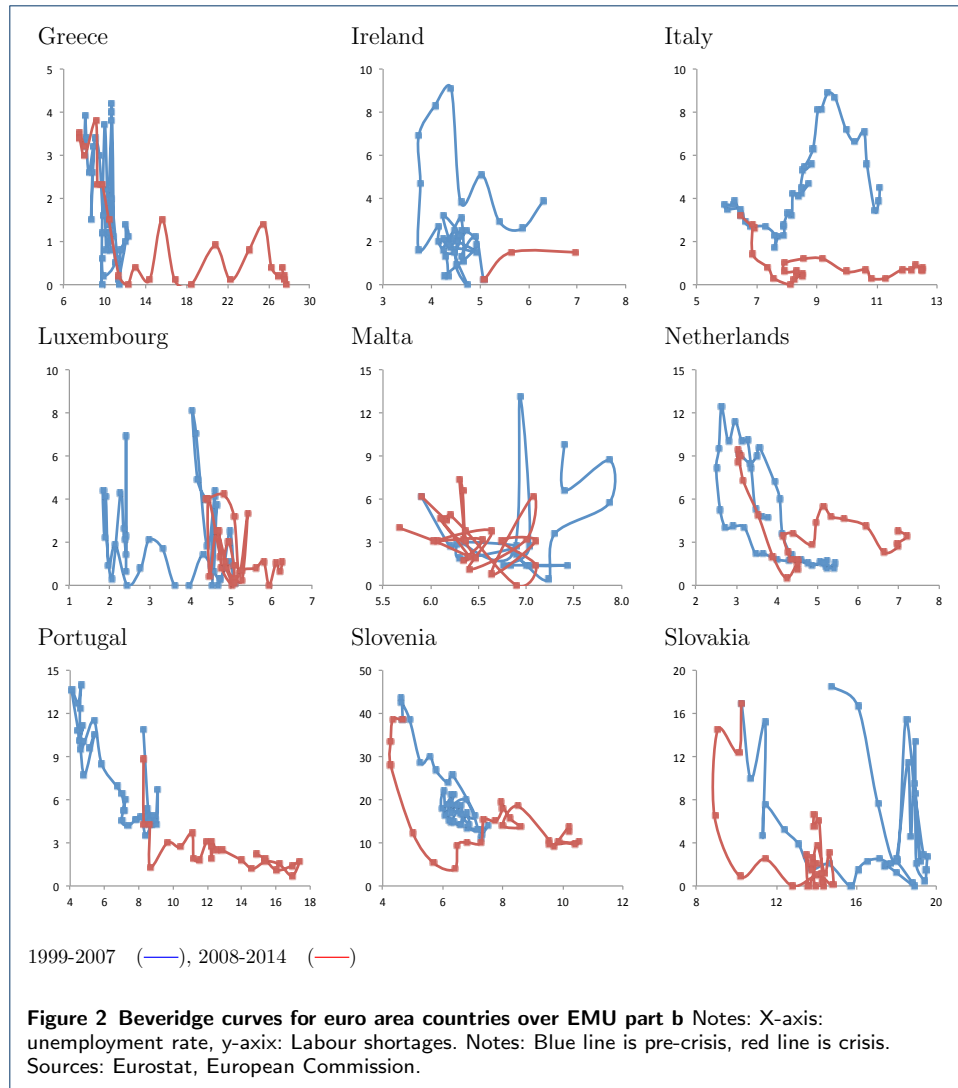 Greece Ireland Italy
5 4 3 2 1 0
6 10 14 18 22 26 30
10 8 6 4 2 0
3 4 5 6 7 8
10 8 6 4 2 0
5 7 9 11 13
Luxembourg Malta Netherlands
10 8 6 4 2 0
1 2 3 4 5 6 7
15 12 9 6 3 0
5.5 6.0 6.5 7.0 7.5 8.0
15 12 9 6 3 0
2 3 4 5 6 7 8
Portugal Slovenia Slovakia
15 12 9 6 3 0
4 6 8 10 12 14 16 18
50 40 30 20 10 0
4 6 8 10 12
20 16 12 8 4 0
8 12 16 20
1999-2007 (——), 2008-2014 (——)
Figure 2 Beveridge curves for euro area countries over EMU part b Notes: X-axis:
unemployment rate, y-axix: Labour shortages. Notes: Blue line is pre-crisis, red line is crisis.
Sources: Eurostat, European Commission.